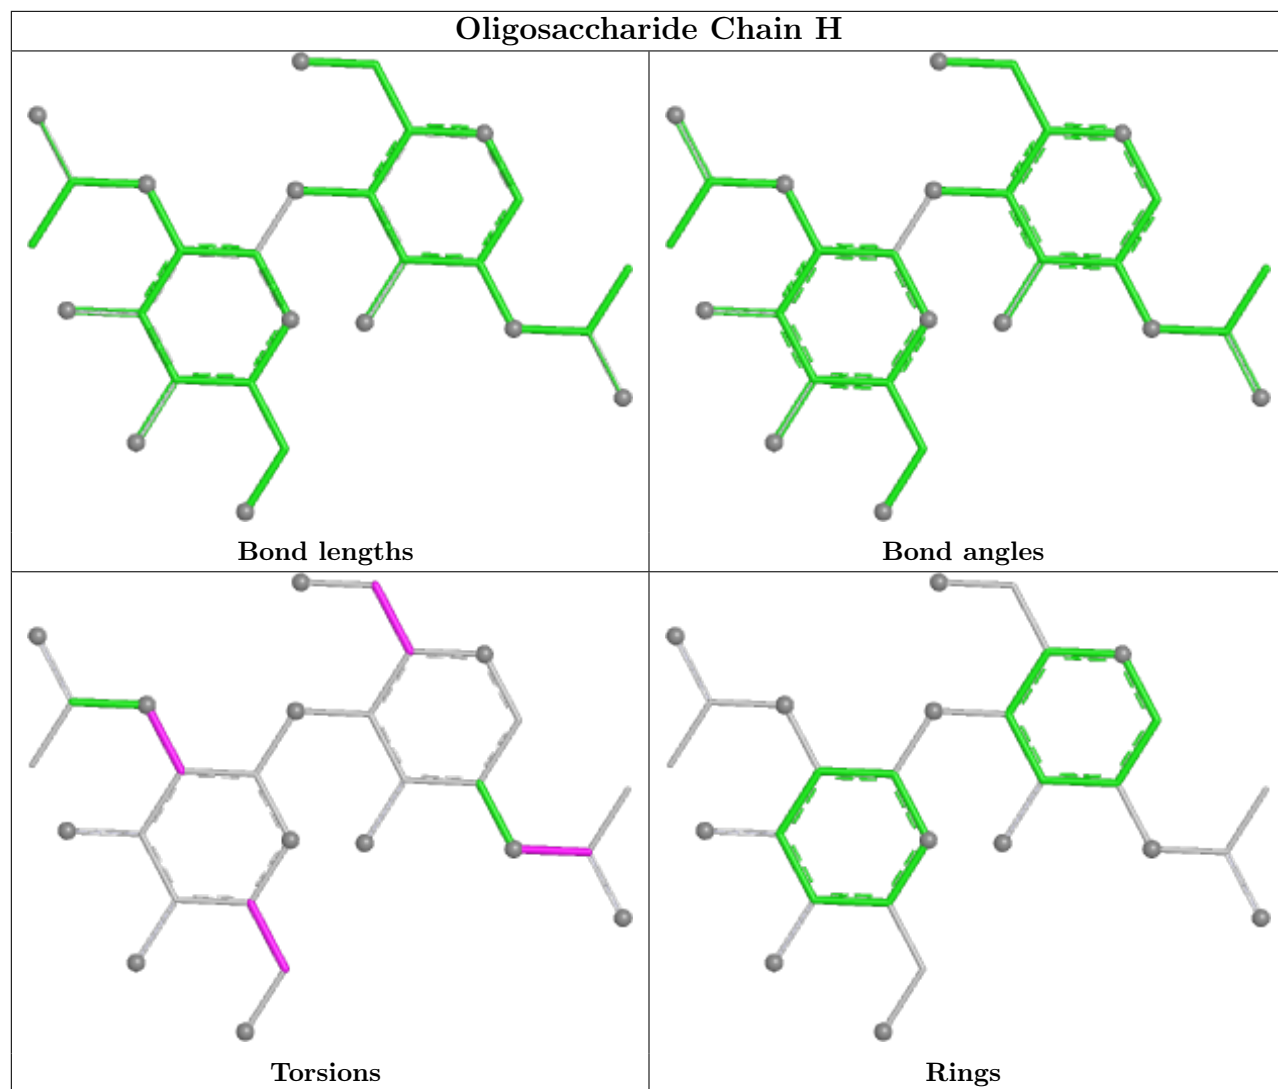 Oligosaccharide Chain H
Bond lengths
Bond angles
Torsions
Rings